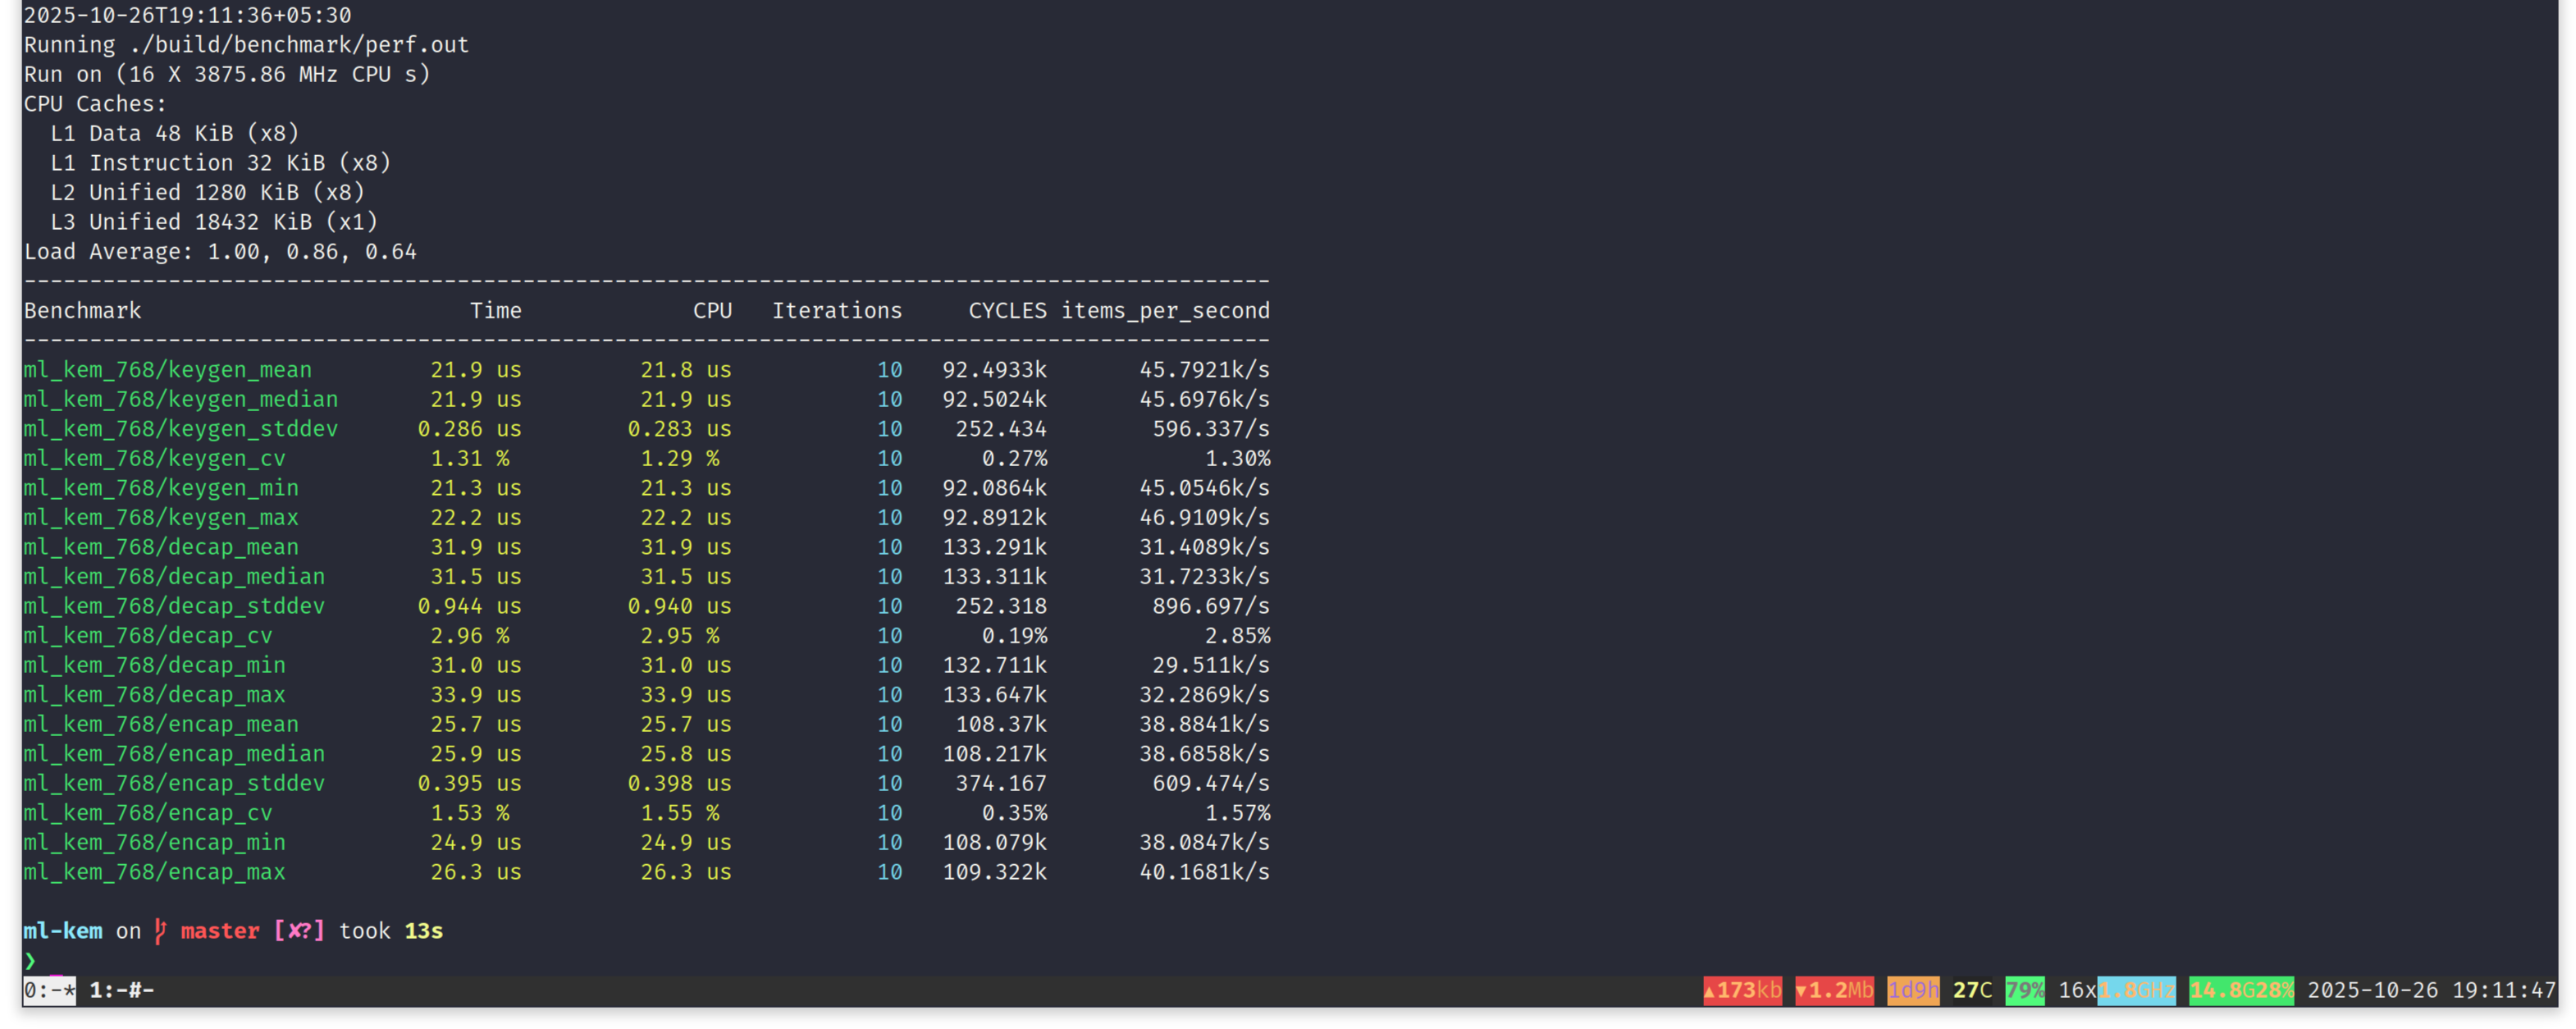 2025-10-26T19:11:36+05:30
Running ./build/benchmark/perf.out
Run on (16 X 3875.86 MHz CPU s)
CPU Caches:
  L1 Data 48 KiB (x8)
  L1 Instruction 32 KiB (x8)
  L2 Unified 1280 KiB (x8)
  L3 Unified 18432 KiB (x1)
Load Average: 1.00, 0.86, 0.64
-----------------------------------------------------------------------------------------------
Benchmark                         Time             CPU   Iterations     CYCLES items_per_second
-----------------------------------------------------------------------------------------------
ml_kem_768/keygen_mean         21.9 us         21.8 us           10   92.4933k       45.7921k/s
ml_kem_768/keygen_median       21.9 us         21.9 us           10   92.5024k       45.6976k/s
ml_kem_768/keygen_stddev      0.286 us        0.283 us           10    252.434        596.337/s
ml_kem_768/keygen_cv           1.31 %          1.29 %            10      0.27%            1.30%
ml_kem_768/keygen_min          21.3 us         21.3 us           10   92.0864k       45.0546k/s
ml_kem_768/keygen_max          22.2 us         22.2 us           10   92.8912k       46.9109k/s
ml_kem_768/decap_mean          31.9 us         31.9 us           10   133.291k       31.4089k/s
ml_kem_768/decap_median        31.5 us         31.5 us           10   133.311k       31.7233k/s
ml_kem_768/decap_stddev       0.944 us        0.940 us           10    252.318        896.697/s
ml_kem_768/decap_cv            2.96 %          2.95 %            10      0.19%            2.85%
ml_kem_768/decap_min           31.0 us         31.0 us           10   132.711k        29.511k/s
ml_kem_768/decap_max           33.9 us         33.9 us           10   133.647k       32.2869k/s
ml_kem_768/encap_mean          25.7 us         25.7 us           10    108.37k       38.8841k/s
ml_kem_768/encap_median        25.9 us         25.8 us           10   108.217k       38.6858k/s
ml_kem_768/encap_stddev       0.395 us        0.398 us           10    374.167        609.474/s
ml_kem_768/encap_cv            1.53 %          1.55 %            10      0.35%            1.57%
ml_kem_768/encap_min           24.9 us         24.9 us           10   108.079k       38.0847k/s
ml_kem_768/encap_max           26.3 us         26.3 us           10   109.322k       40.1681k/s
ml-kem on master [✘?] took 13s
❯
0:-* 1:-#- ▲173kb ▼1.2Mb 1d9h 27C 79% 16x1.8GHz 14.8G28% 2025-10-26 19:11:47